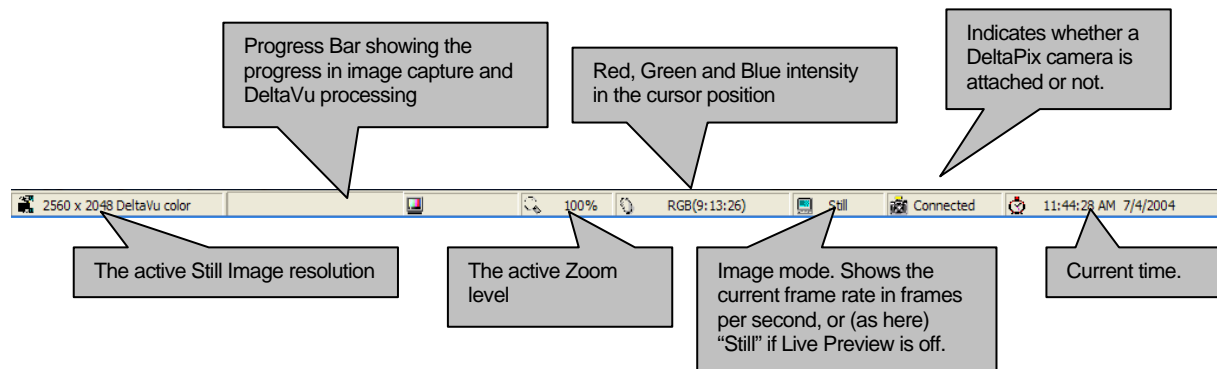 Progress Bar showing the
progress in image capture and
DeltaVu processing
Red, Green and Blue intensity
in the cursor position
Indicates whether a
DeltaPix camera is
attached or not.
2560 x 2048 DeltaVu color
100%
RGB(9:13:26)
Still
Connected
11:44:28 AM 7/4/2004
The active Still Image resolution
The active Zoom
level
Image mode. Shows the
current frame rate in frames
per second, or (as here)
“Still” if Live Preview is off.
Current time.